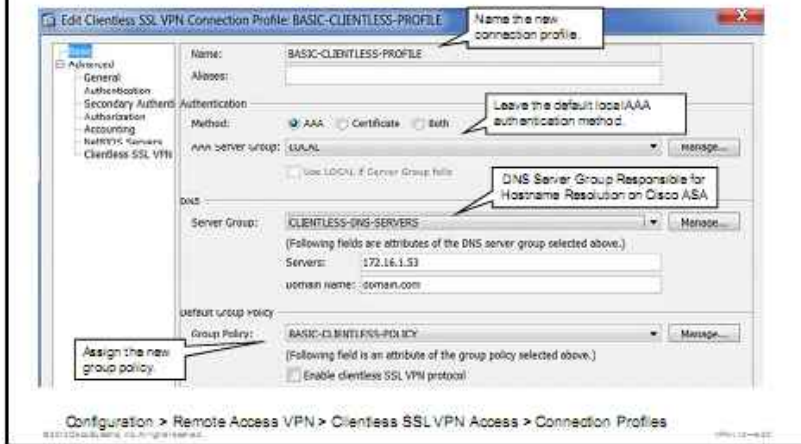 Edit Clientless SSL VPN Connection Profile: BASIC-CLIENTLESS-PROFILE
Name the new
connection profile.
Basic
Advanced
General
Authentication
Secondary Authenti
Authorization
Accounting
NetBIOS Servers
Clientless SSL VPN
Name: BASIC-CLIENTLESS-PROFILE
Aliases:
Authentication
Leave the default local AAA
authentication method.
Method: AAA Certificate Both
AAA Server Group: LOCAL Manage...
Use LOCAL if Server Group fails
DNS Server Group Responsible for
Hostname Resolution on Cisco ASA
DNS
Server Group: CLIENTLESS-DNS-SERVERS Manage...
(Following fields are attributes of the DNS server group selected above.)
Servers: 172.16.1.53
Domain Name: domain.com
Default Group Policy
Group Policy: BASIC-CLIENTLESS-POLICY Manage...
Assign the new
group policy.
(Following field is an attribute of the group policy selected above.)
Enable clientless SSL VPN protocol
Configuration > Remote Access VPN > Clientless SSL VPN Access > Connection Profiles